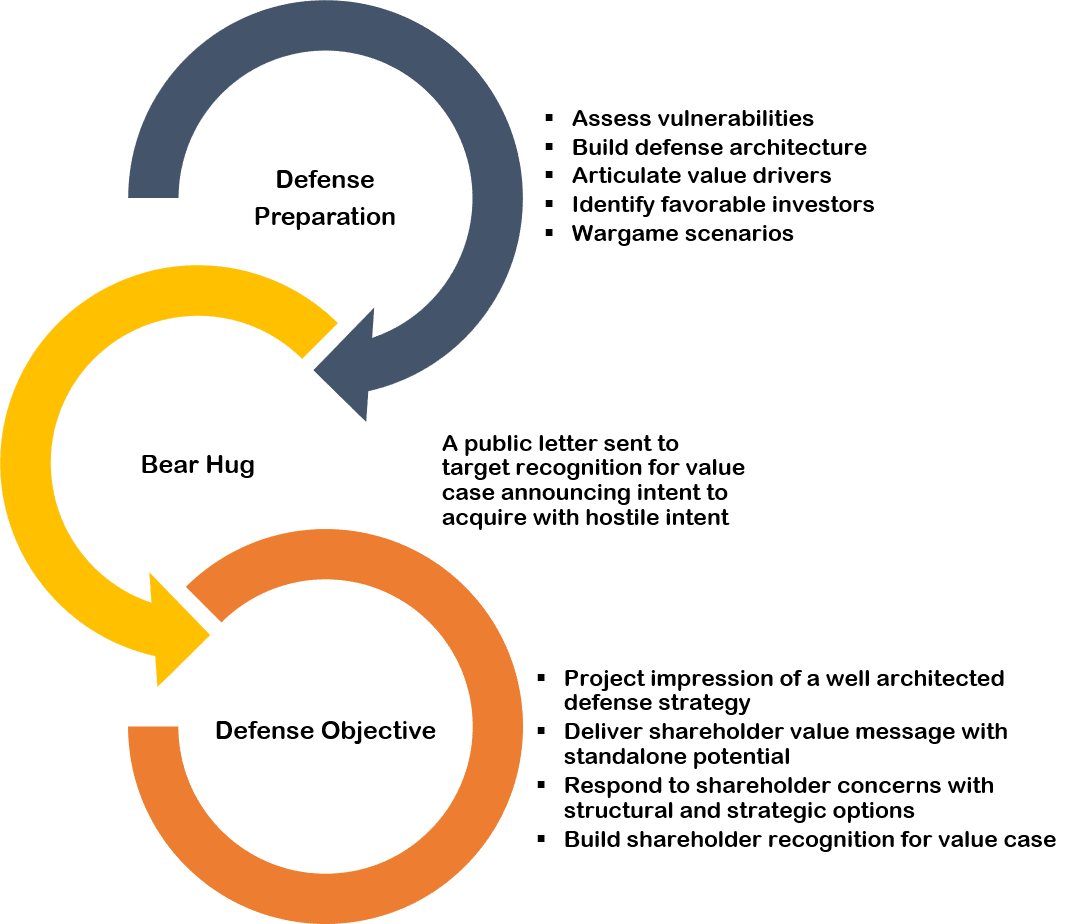 Defense
Preparation
▪ Assess vulnerabilities
▪ Build defense architecture
▪ Articulate value drivers
▪ Identify favorable investors
▪ Wargame scenarios
Bear Hug
A public letter sent to
target recognition for value
case announcing intent to
acquire with hostile intent
Defense Objective
▪ Project impression of a well architected
defense strategy
▪ Deliver shareholder value message with
standalone potential
▪ Respond to shareholder concerns with
structural and strategic options
▪ Build shareholder recognition for value case